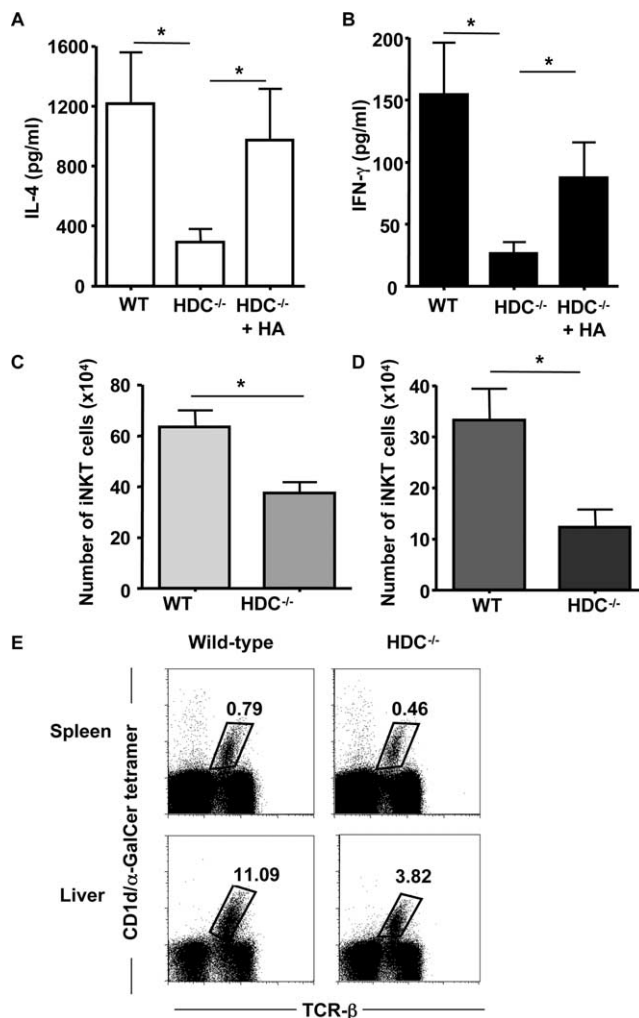 A
1600
1200
800
400
0
IL-4 (pg/ml)
*
*
WT
HDC-/-
HDC-/-
+ HA
B
200
150
100
50
0
IFN-γ (pg/ml)
*
*
WT
HDC-/-
HDC-/-
+ HA
C
80
60
40
20
0
Number of iNKT cells (x10⁴)
*
WT
HDC-/-
D
40
30
20
10
0
Number of iNKT cells (x10⁴)
*
WT
HDC-/-
E
Wild-type
HDC-/-
Spleen
0.79
0.46
Liver
11.09
3.82
CD1d/α-GalCer tetramer
TCR-β